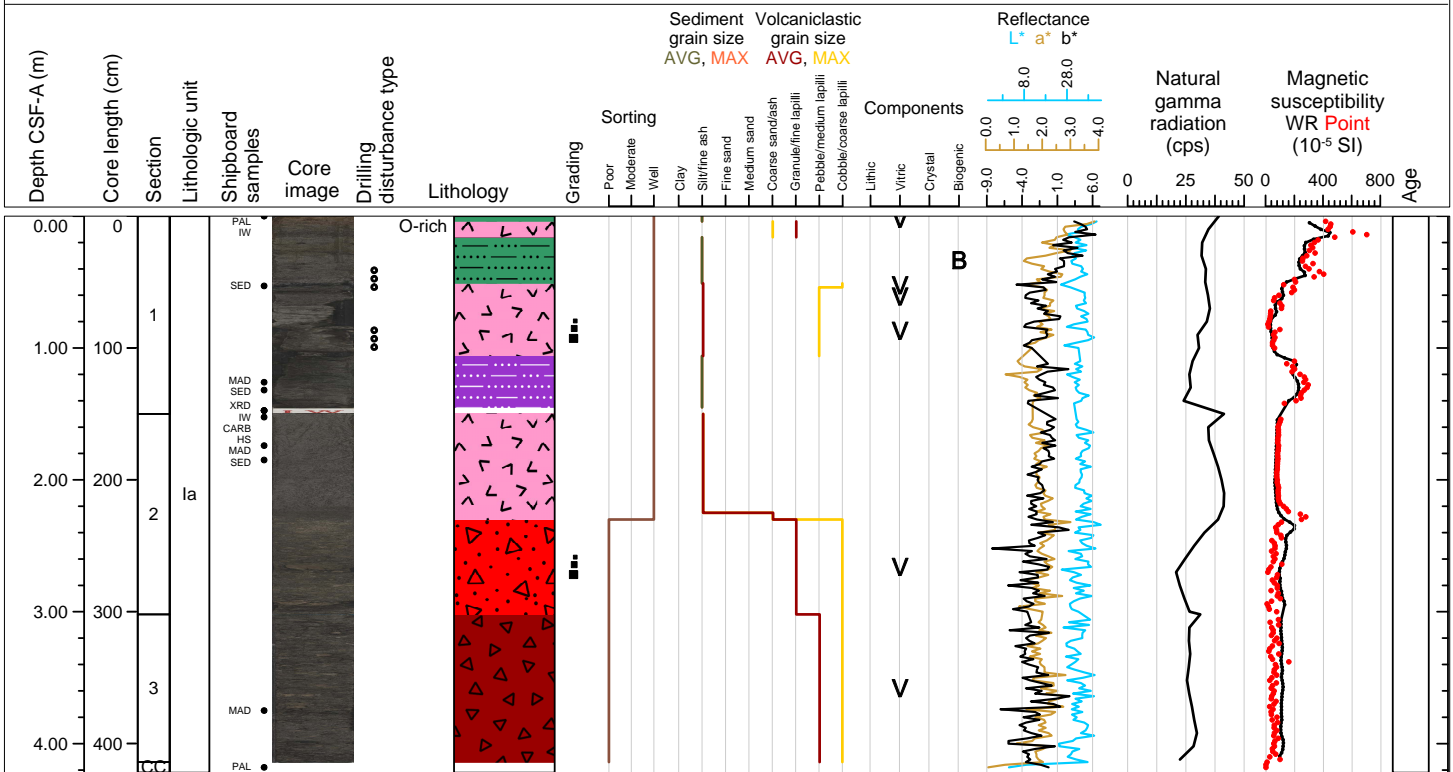 Sediment
grain size
AVG, MAX
Volcaniclastic
grain size
AVG, MAX
Reflectance
L* a* b*
8.0 28.0
0.0 1.0 2.0 3.0 4.0
-9.0 -4.0 1.0 6.0
Depth CSF-A (m)
Core length (cm)
Section
Lithologic unit
Shipboard
samples
Core
image
Drilling
disturbance type
Lithology
Grading
Sorting
Poor
Moderate
Well
Clay
Silt/fine ash
Fine sand
Medium sand
Coarse sand/ash
Granule/fine lapilli
Pebble/medium lapilli
Cobble/coarse lapilli
Components
Lithic
Vitric
Crystal
Biogenic
Natural
gamma
radiation
(cps)
0 25 50
Magnetic
susceptibility
WR Point
(10-5 SI)
0 400 800
Age
0.00 0
1.00 100
2.00 200
3.00 300
4.00 400
1
2
3
CC
Ia
PAL
IW
SED
MAD
SED
XRD
IW
CARB
HS
MAD
SED
MAD
PAL
IW
O-rich
V
V
V
V
V
V
B